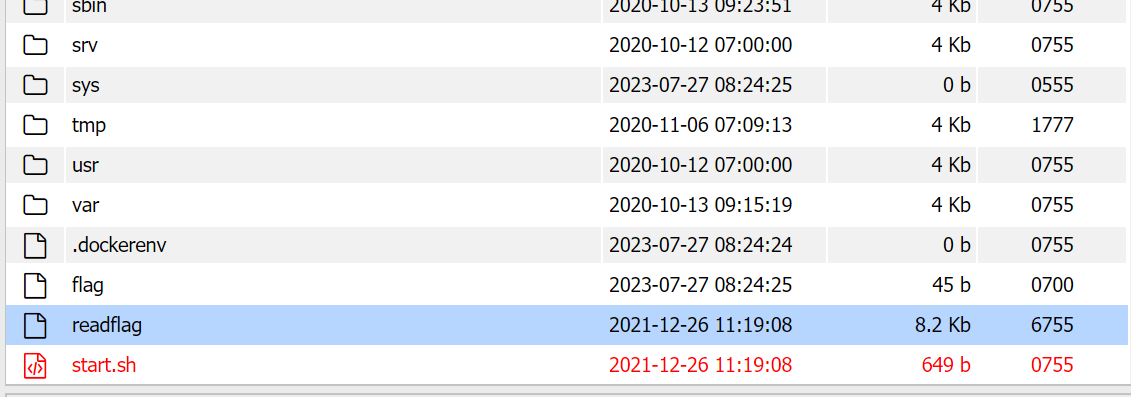 sbin 2020-10-13 09:23:51 4 Kb 0755
srv 2020-10-12 07:00:00 4 Kb 0755
sys 2023-07-27 08:24:25 0 b 0555
tmp 2020-11-06 07:09:13 4 Kb 1777
usr 2020-10-12 07:00:00 4 Kb 0755
var 2020-10-13 09:15:19 4 Kb 0755
.dockerenv 2023-07-27 08:24:24 0 b 0755
flag 2023-07-27 08:24:25 45 b 0700
readflag 2021-12-26 11:19:08 8.2 Kb 6755
start.sh 2021-12-26 11:19:08 649 b 0755